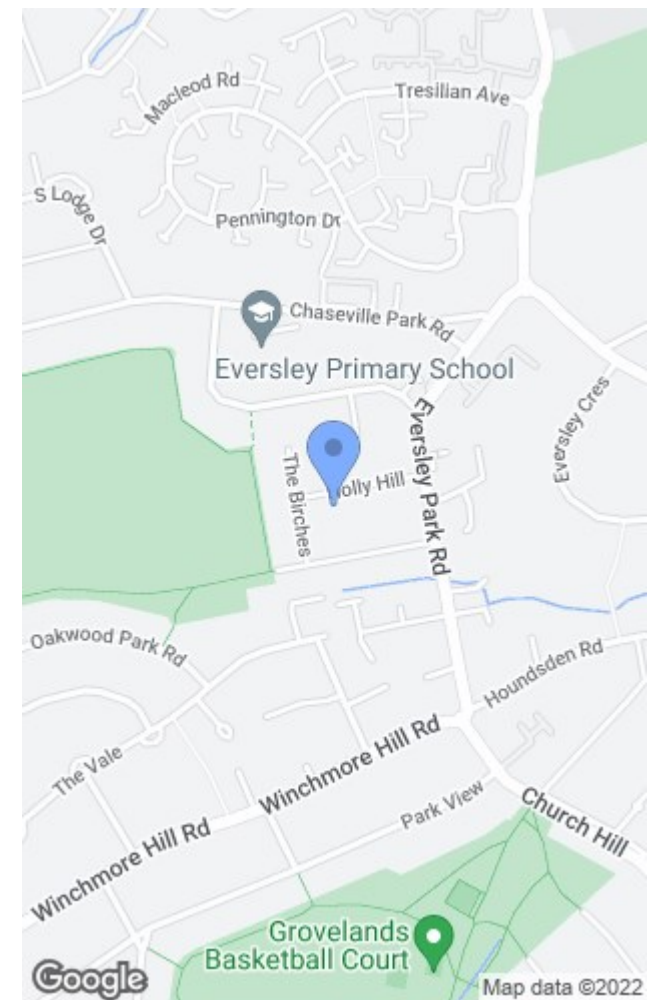 Macleod Rd
Tresilian Ave
S Lodge Dr
Pennington Dr
Chaseville Park Rd
Eversley Primary School
Eversley Cres
Eversley Park Rd
The Birches
olly Hill
Oakwood Park Rd
Houndsden Rd
The Vale
Winchmore Hill Rd
Park View
Church Hill
Winchmore Hill Rd
Grovelands
Basketball Court
Google
Map data ©2022